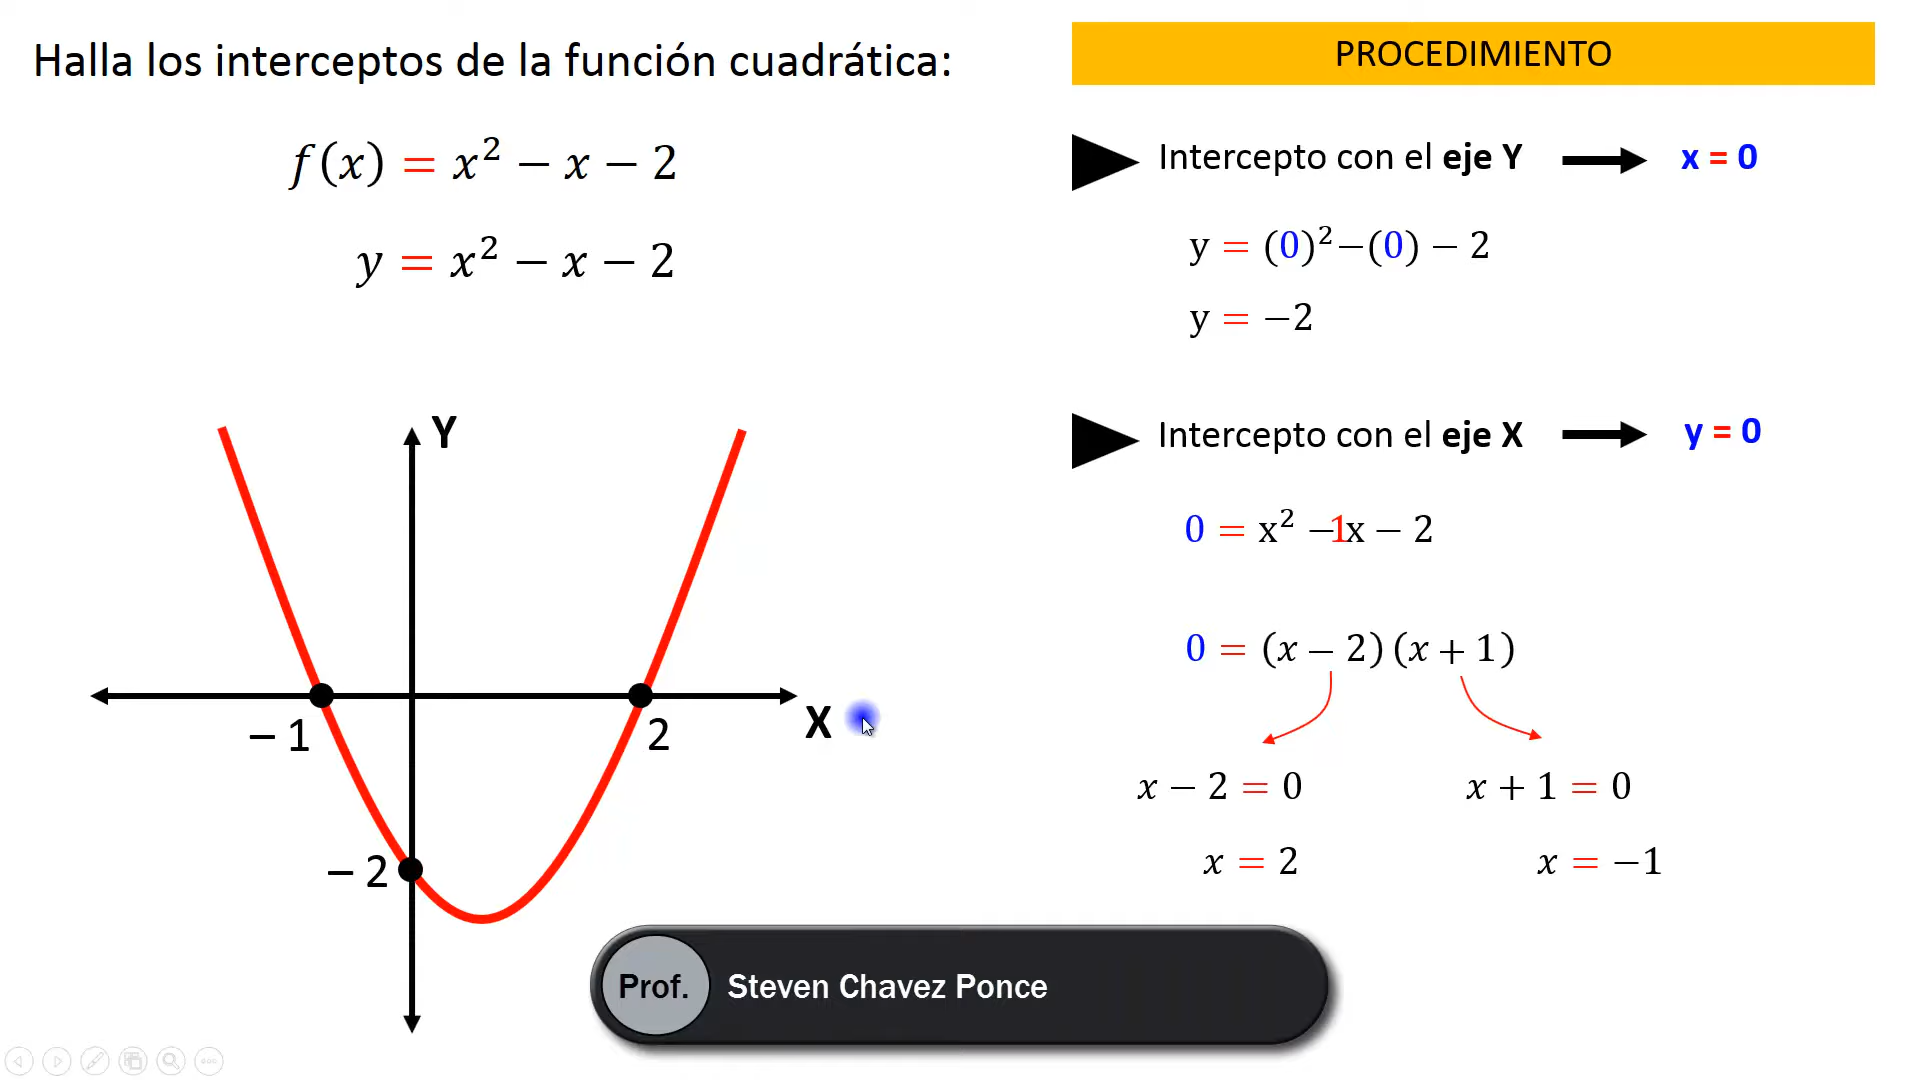 Halla los interceptos de la función cuadrática:
f(x) = x² − x − 2
y = x² − x − 2
Y
X
– 1
2
– 2
PROCEDIMIENTO
Intercepto con el eje Y
x = 0
y = (0)²−(0) − 2
y = −2
Intercepto con el eje X
y = 0
0 = x² −1x − 2
0 = (x − 2)(x + 1)
x − 2 = 0
x + 1 = 0
x = 2
x = −1
Prof. Steven Chavez Ponce